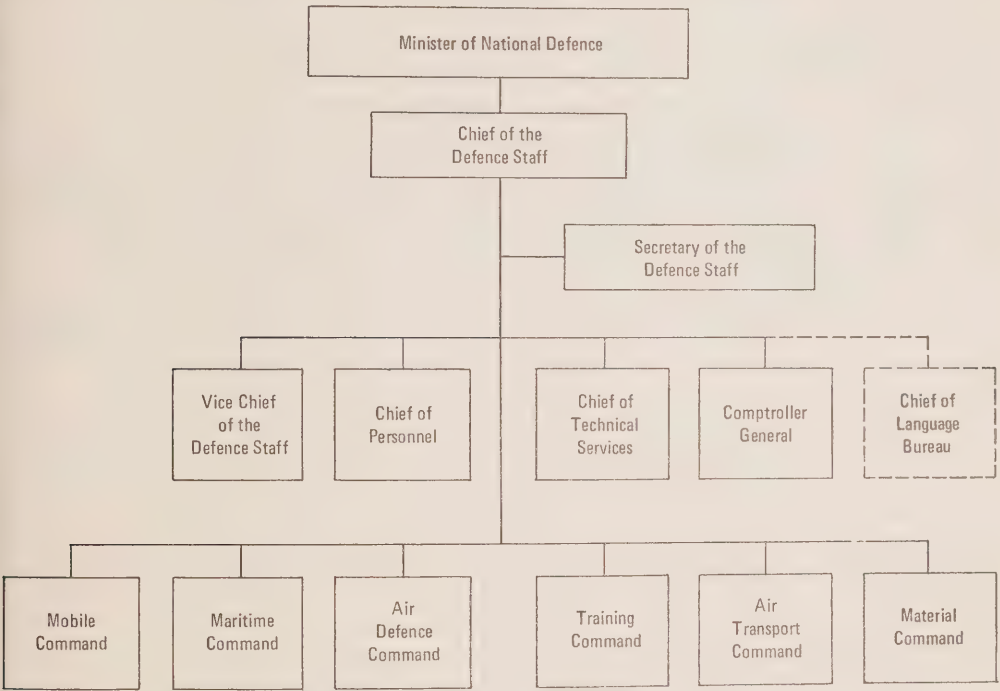 Minister of National Defence
Chief of the
Defence Staff
Secretary of the
Defence Staff
Vice Chief
of the
Defence Staff
Chief of
Personnel
Chief of
Technical
Services
Comptroller
General
Chief of
Language
Bureau
Mobile
Command
Maritime
Command
Air
Defence
Command
Training
Command
Air
Transport
Command
Material
Command